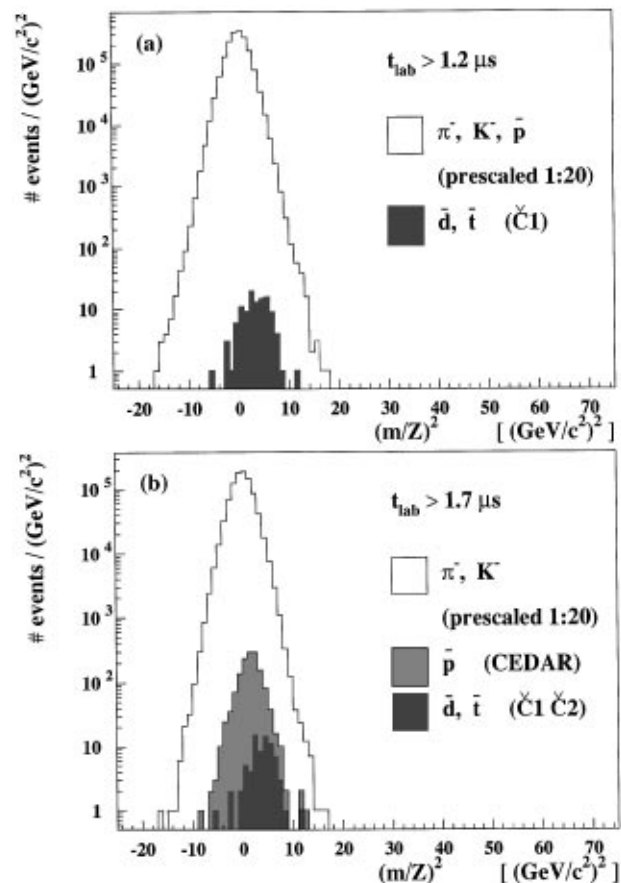 # events / (GeV/c²)²
(a)
10⁵
10⁴
10³
10²
10
1
t_lab > 1.2 μs
π⁻, K⁻, p̄
(prescaled 1:20)
d̄, t̄ (Č1)
-20 -10 0 10 20 30 40 50 60 70
(m/Z)² [ (GeV/c²)² ]
# events / (GeV/c²)²
(b)
10⁵
10⁴
10³
10²
10
1
t_lab > 1.7 μs
π⁻, K⁻
(prescaled 1:20)
p̄ (CEDAR)
d̄, t̄ (Č1 Č2)
-20 -10 0 10 20 30 40 50 60 70
(m/Z)² [ (GeV/c²)² ]